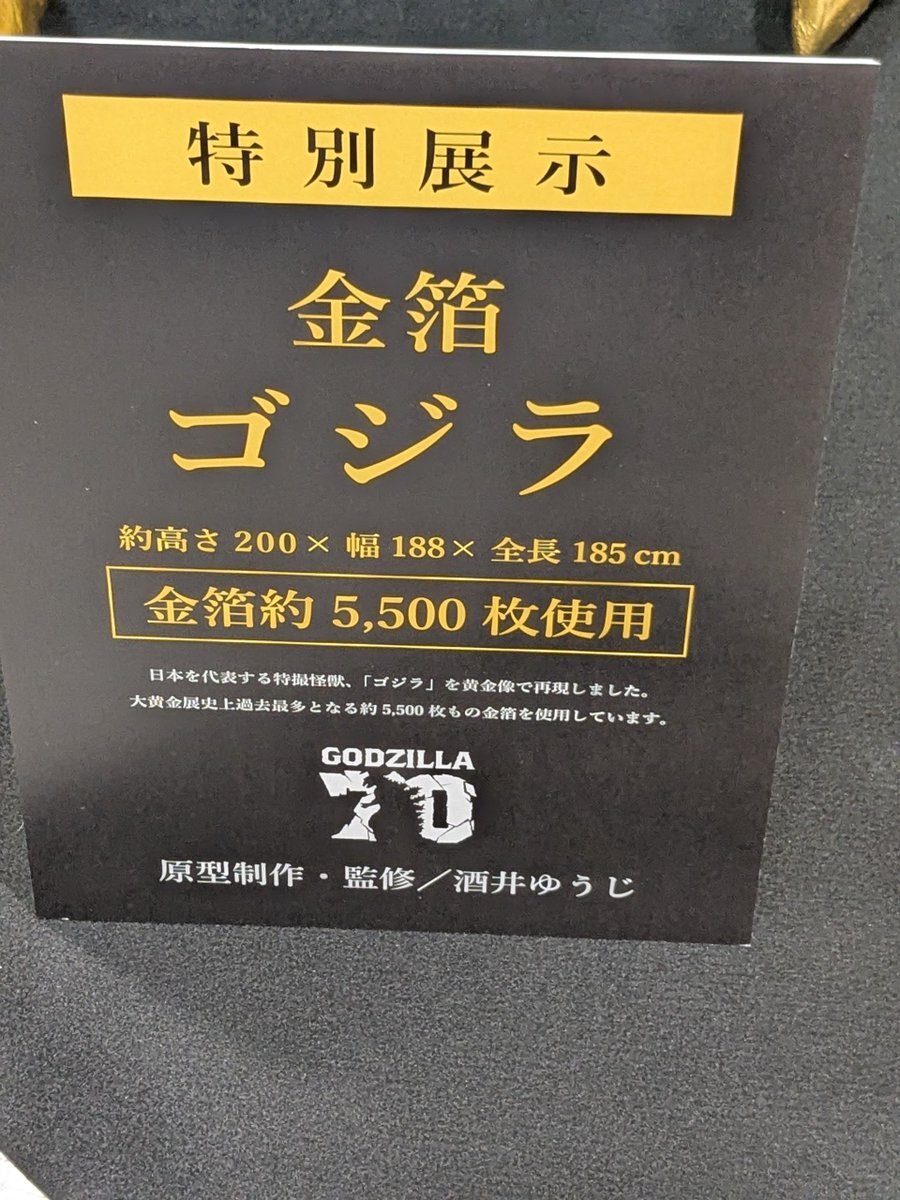 特別展示
金箔
ゴジラ
約高さ 200× 幅 188× 全長 185 cm
金箔約 5,500 枚使用
日本を代表する特撮怪獣、「ゴジラ」を黄金像で再現しました。
大黄金展史上過去最多となる約 5,500 枚もの金箔を使用しています。
GODZILLA
70
原型制作・監修／酒井ゆうじ